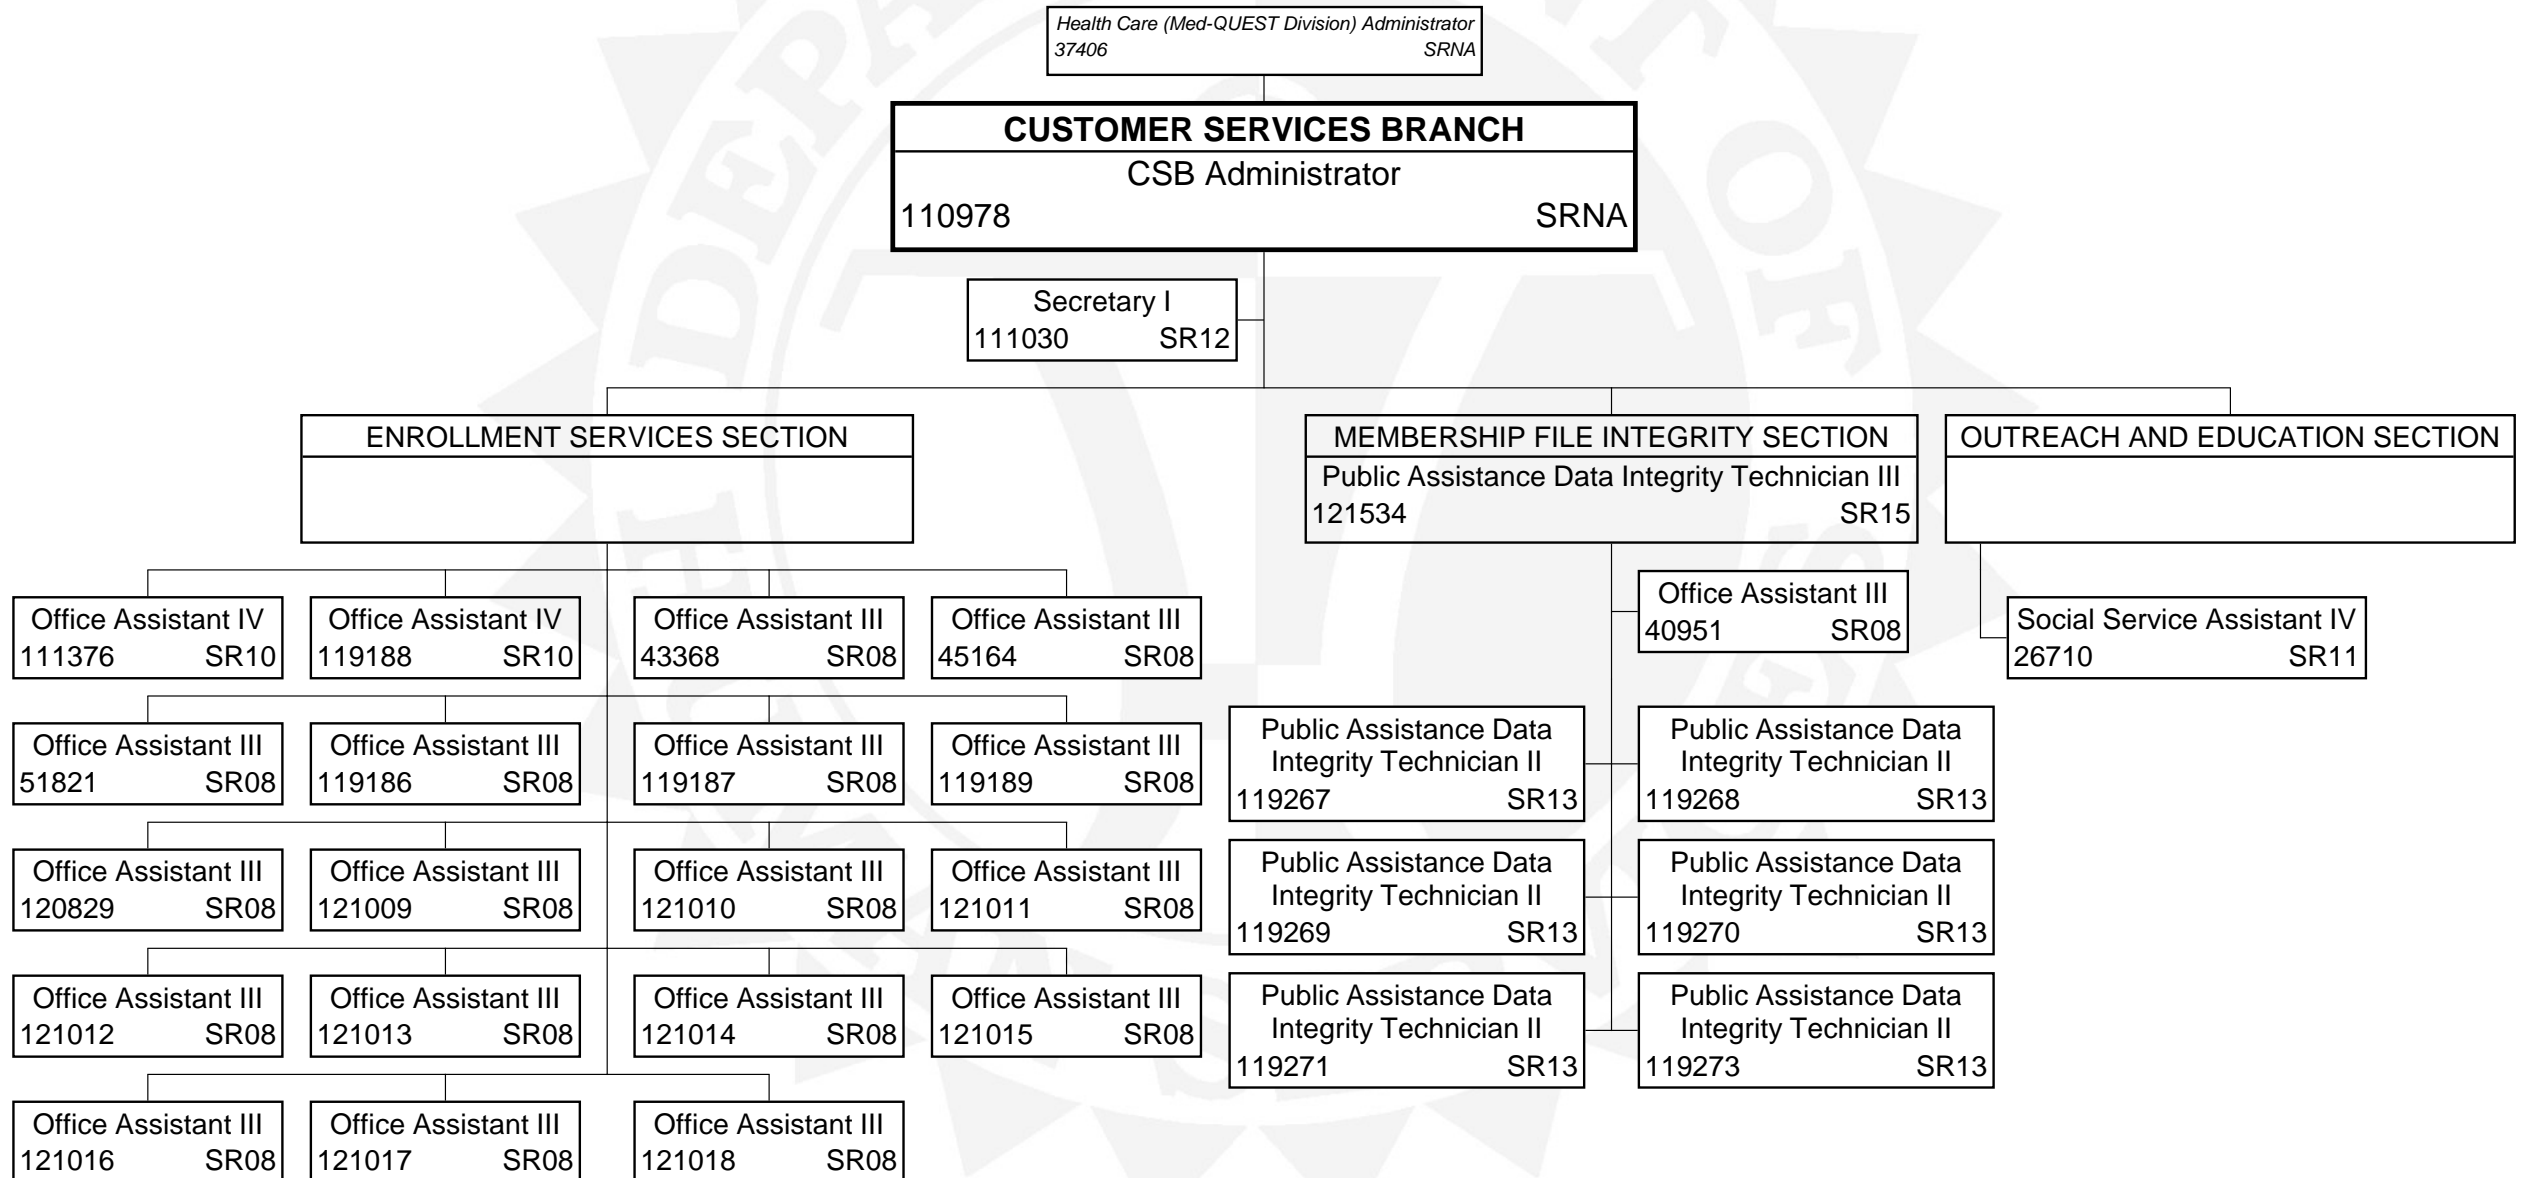 Health Care (Med-QUEST Division) Administrator
37406 SRNA
CUSTOMER SERVICES BRANCH
CSB Administrator
110978 SRNA
Secretary I
111030 SR12
ENROLLMENT SERVICES SECTION
Office Assistant IV
111376 SR10
Office Assistant IV
119188 SR10
Office Assistant III
43368 SR08
Office Assistant III
45164 SR08
Office Assistant III
51821 SR08
Office Assistant III
119186 SR08
Office Assistant III
119187 SR08
Office Assistant III
119189 SR08
Office Assistant III
120829 SR08
Office Assistant III
121009 SR08
Office Assistant III
121010 SR08
Office Assistant III
121011 SR08
Office Assistant III
121012 SR08
Office Assistant III
121013 SR08
Office Assistant III
121014 SR08
Office Assistant III
121015 SR08
Office Assistant III
121016 SR08
Office Assistant III
121017 SR08
Office Assistant III
121018 SR08
MEMBERSHIP FILE INTEGRITY SECTION
Public Assistance Data Integrity Technician III
121534 SR15
Office Assistant III
40951 SR08
Public Assistance Data
Integrity Technician II
119267 SR13
Public Assistance Data
Integrity Technician II
119268 SR13
Public Assistance Data
Integrity Technician II
119269 SR13
Public Assistance Data
Integrity Technician II
119270 SR13
Public Assistance Data
Integrity Technician II
119271 SR13
Public Assistance Data
Integrity Technician II
119273 SR13
OUTREACH AND EDUCATION SECTION
Social Service Assistant IV
26710 SR11